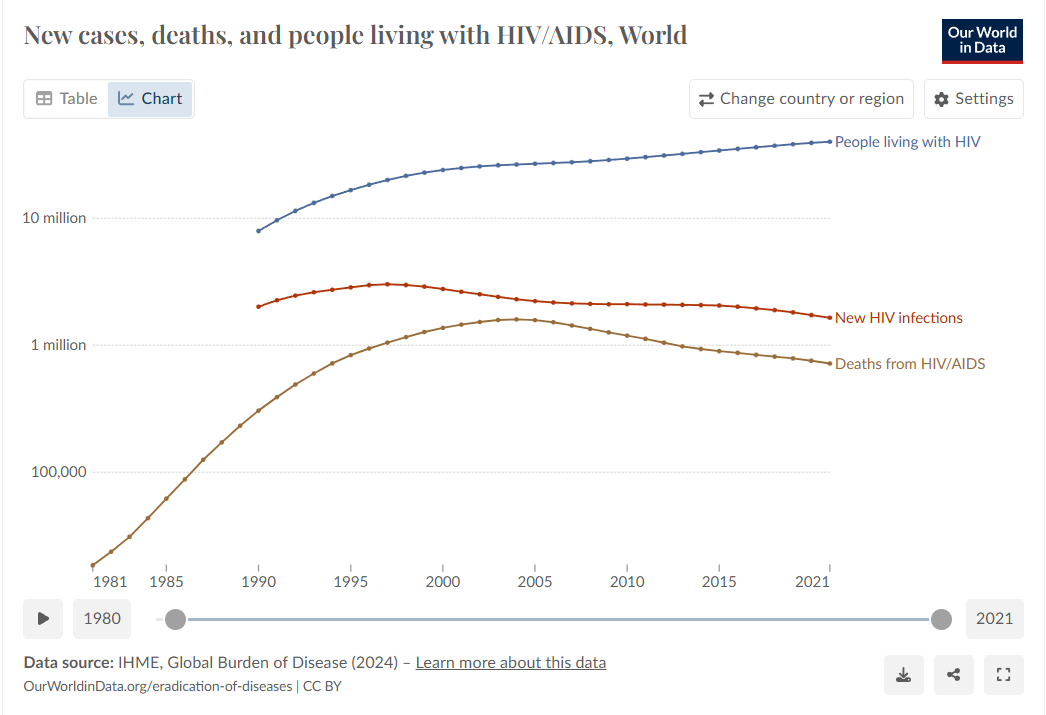 New cases, deaths, and people living with HIV/AIDS, World
Our World
in Data
Table
Chart
Change country or region
Settings
People living with HIV
10 million
New HIV infections
1 million
Deaths from HIV/AIDS
100,000
1981 1985 1990 1995 2000 2005 2010 2015 2021
1980
2021
Data source: IHME, Global Burden of Disease (2024) – Learn more about this data
OurWorldinData.org/eradication-of-diseases | CC BY